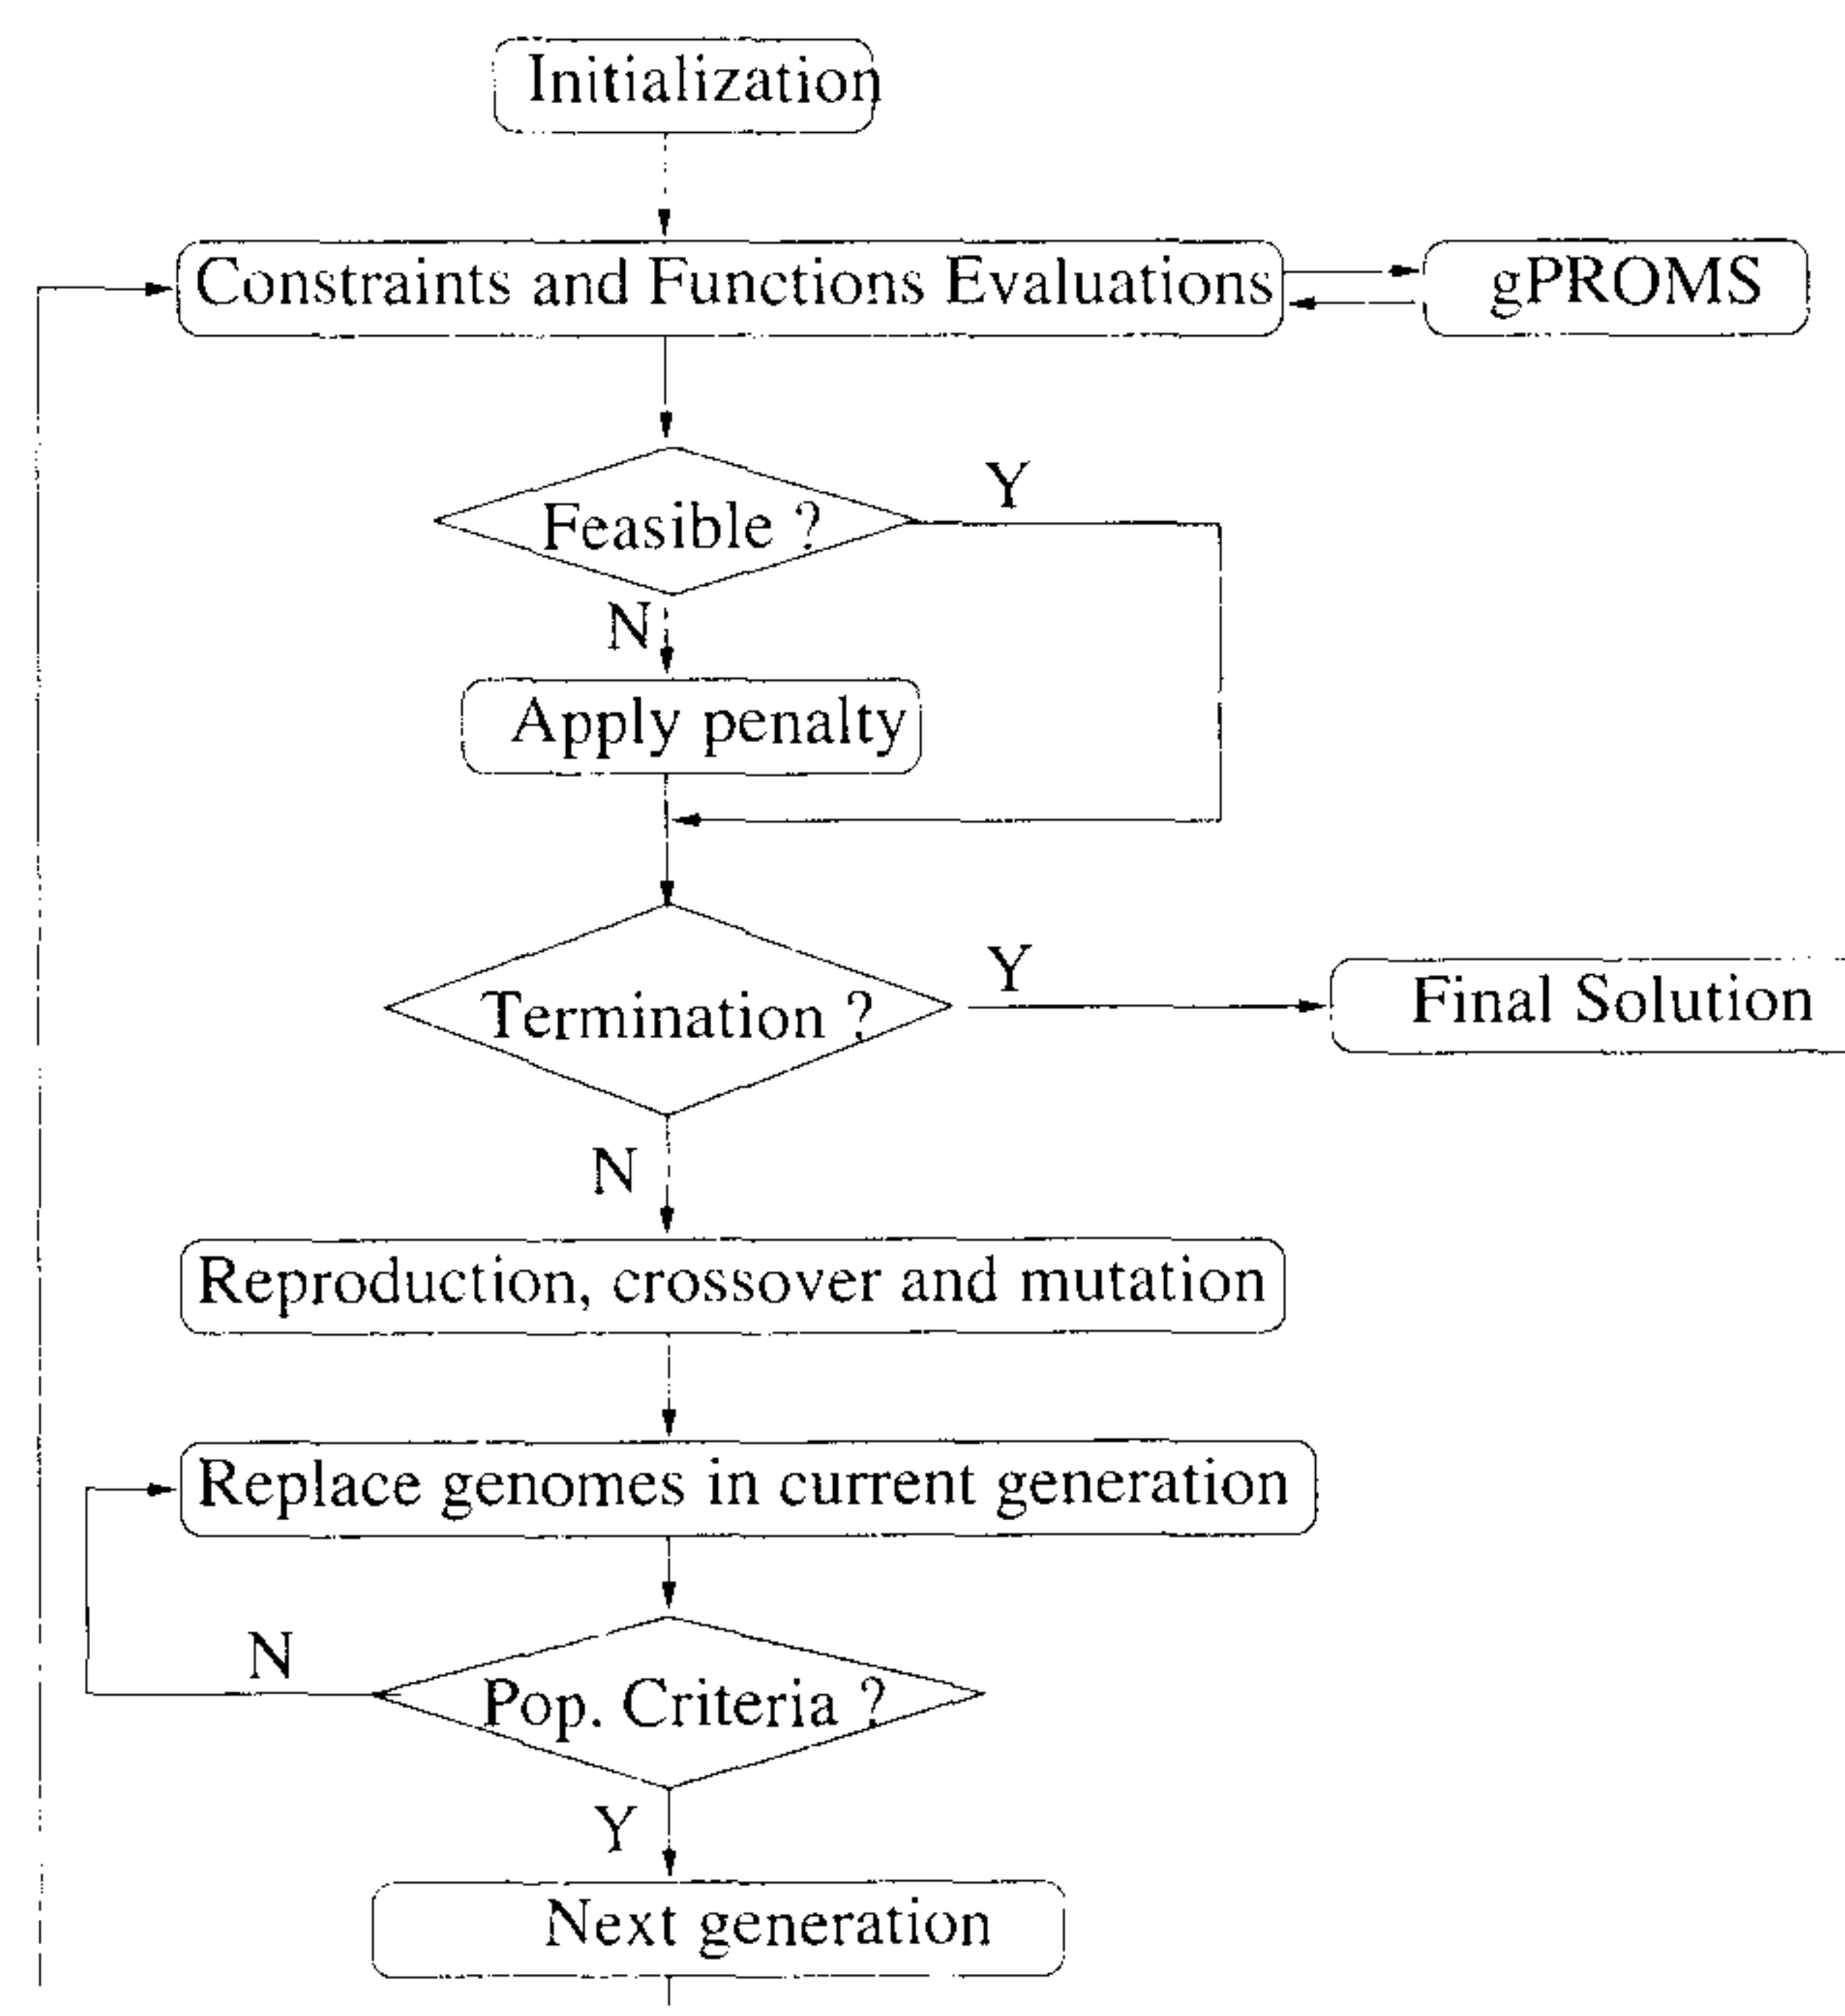 Initialization
Constraints and Functions Evaluations
gPROMS
Feasible ?
Y
N
Apply penalty
Termination ?
Y
Final Solution
N
Reproduction, crossover and mutation
Replace genomes in current generation
N
Pop. Criteria ?
Y
Next generation